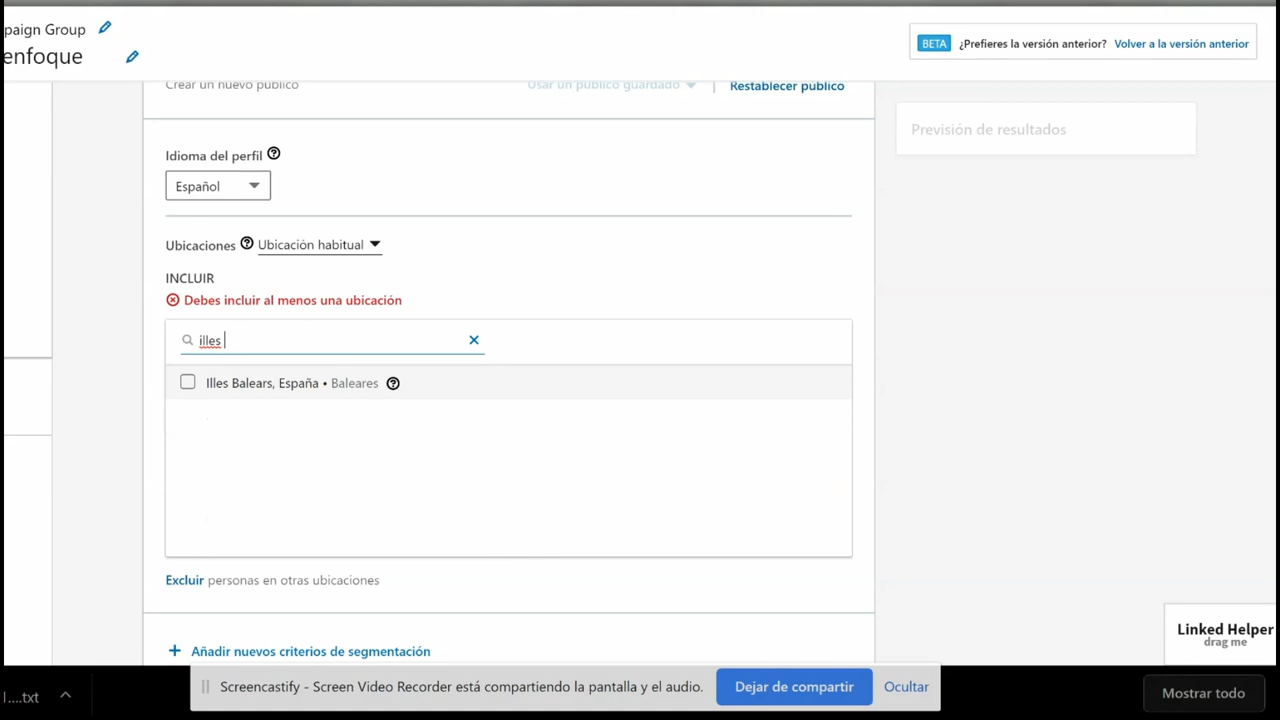 paign Group
enfoque
BETA ¿Prefieres la versión anterior? Volver a la versión anterior
Crear un nuevo público
Usar un público guardado
Restablecer público
Previsión de resultados
Idioma del perfil
Español
Ubicaciones Ubicación habitual
INCLUIR
Debes incluir al menos una ubicación
illes
Illes Balears, España • Baleares
Excluir personas en otras ubicaciones
Linked Helper
drag me
+ Añadir nuevos criterios de segmentación
Screencastify - Screen Video Recorder está compartiendo la pantalla y el audio.
Dejar de compartir
Ocultar
l....txt
Mostrar todo